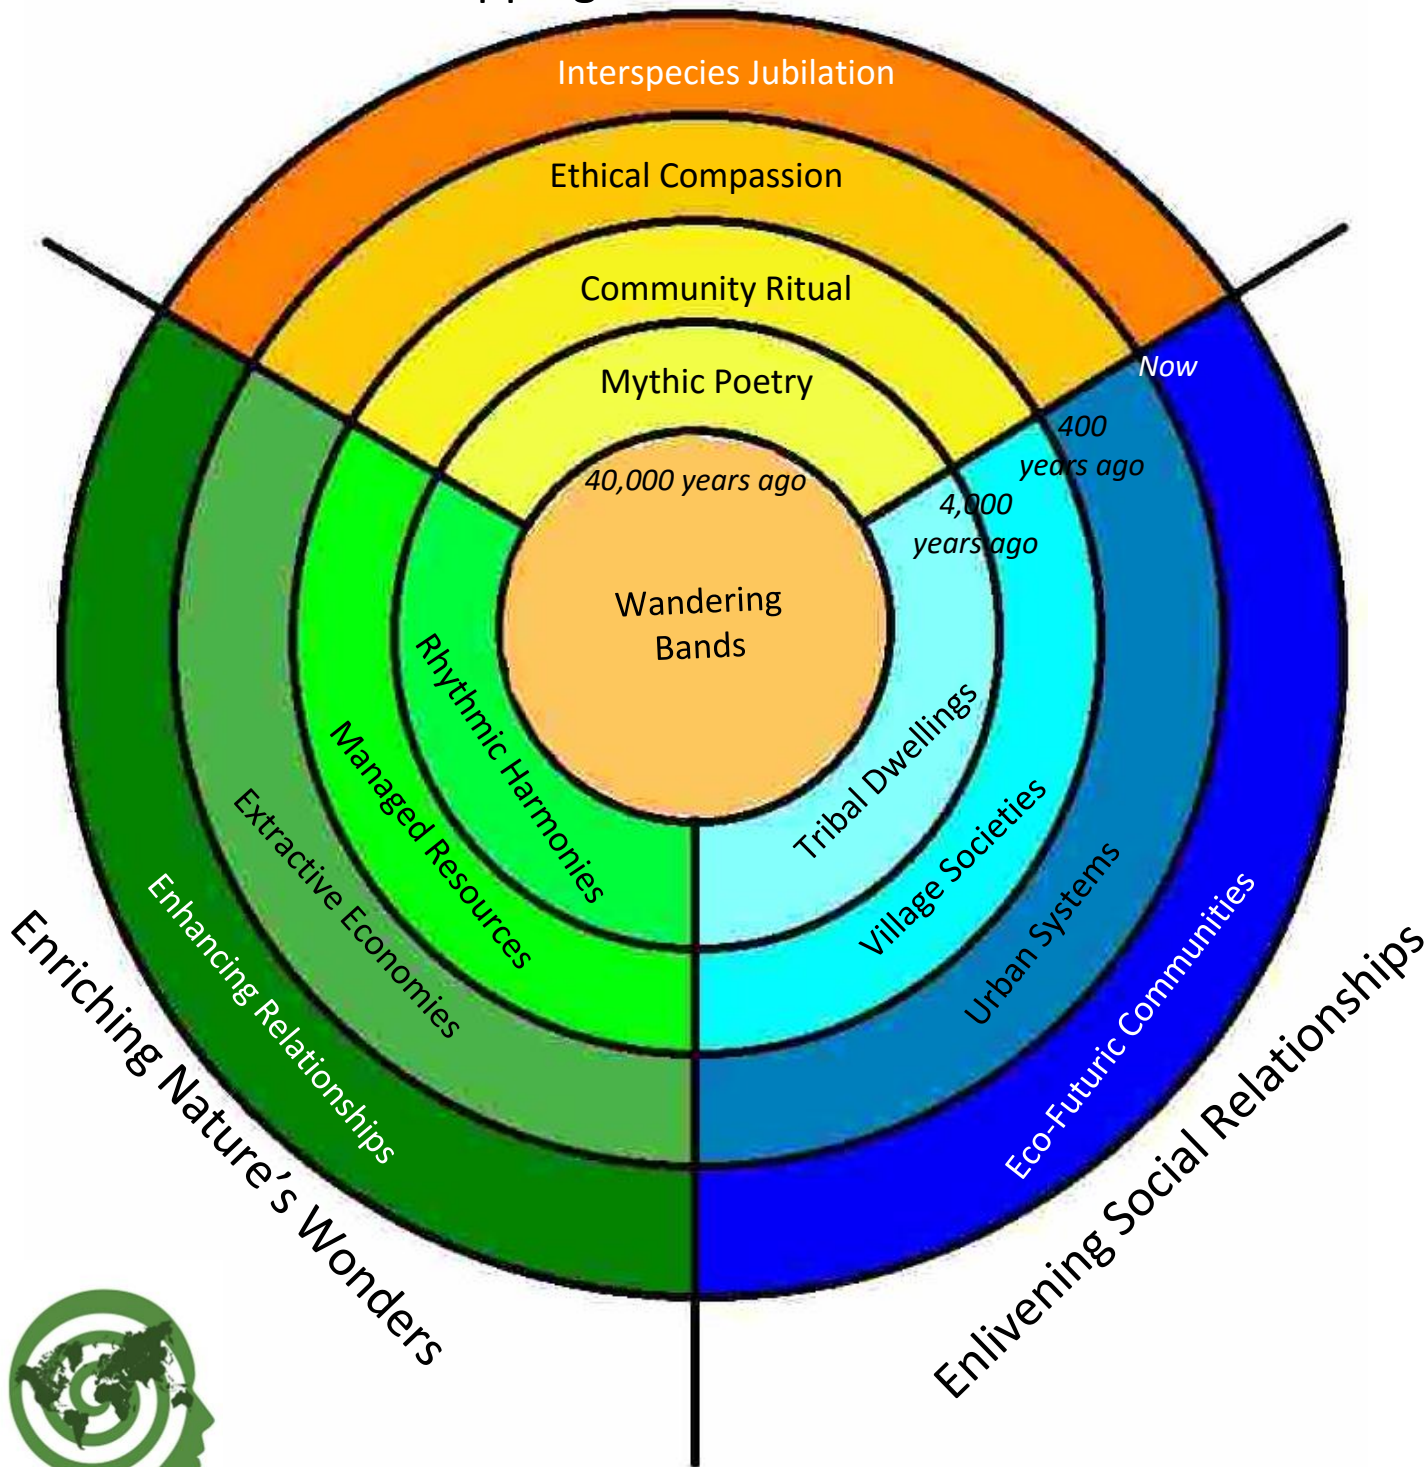 Interspecies Jubilation
Ethical Compassion
Community Ritual
Mythic Poetry
40,000 years ago
Wandering
Bands
Now
400
years ago
4,000
years ago
Rhythmic Harmonies
Managed Resources
Extractive Economies
Enhancing Relationships
Enriching Nature’s Wonders
Tribal Dwellings
Village Societies
Urban Systems
Eco-Futuric Communities
Enlivening Social Relationships